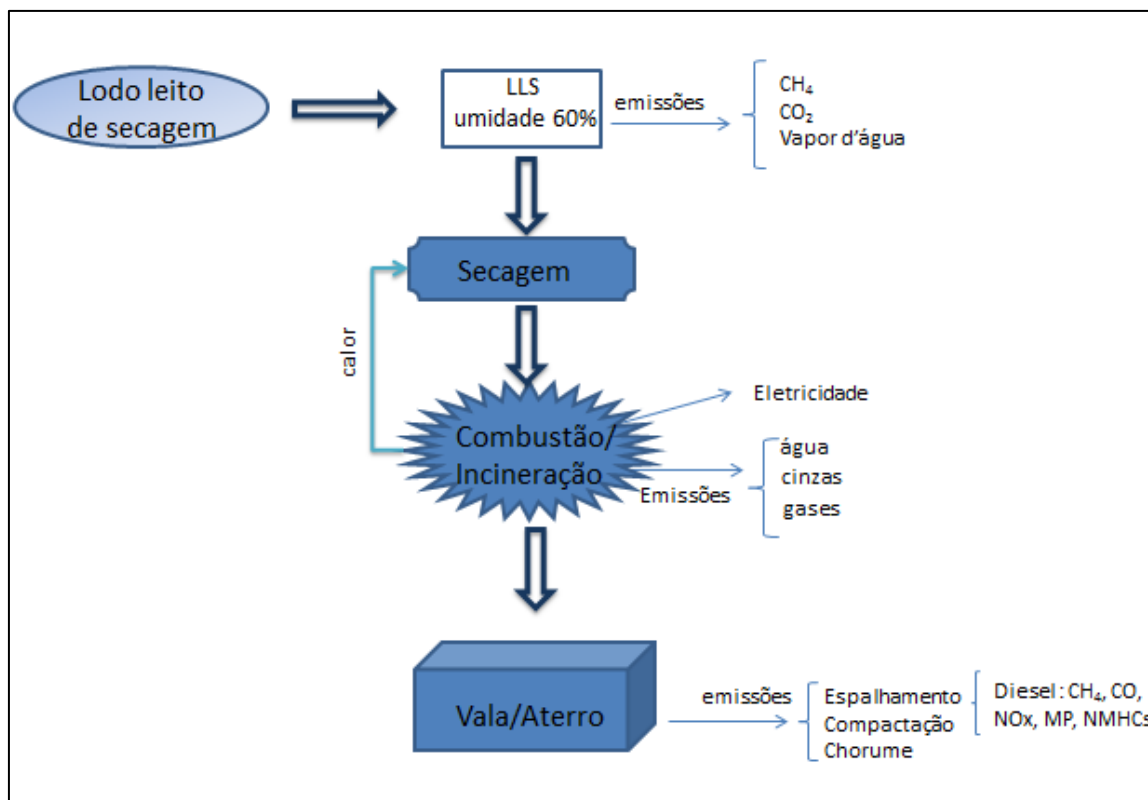 Lodo leito
de secagem
LLS
umidade 60%
emissões
CH₄
CO₂
Vapor d'água
Secagem
calor
Combustão/
Incineração
Eletricidade
Emissões
água
cinzas
gases
Vala/Aterro
emissões
Espalhamento
Compactação
Chorume
Diesel: CH₄, CO,
NOx, MP, NMHCs